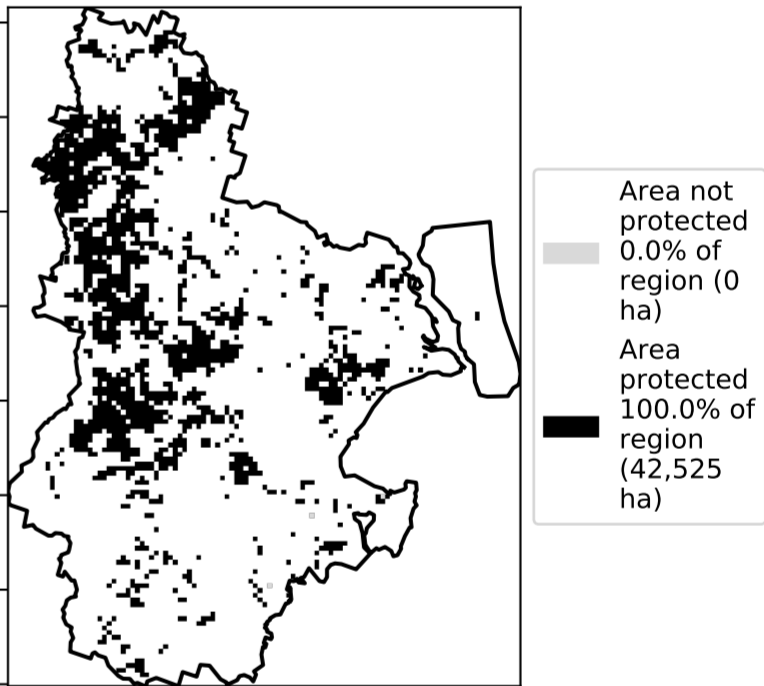 Area not
protected
0.0% of
region (0
ha)
Area
protected
100.0% of
region
(42,525
ha)